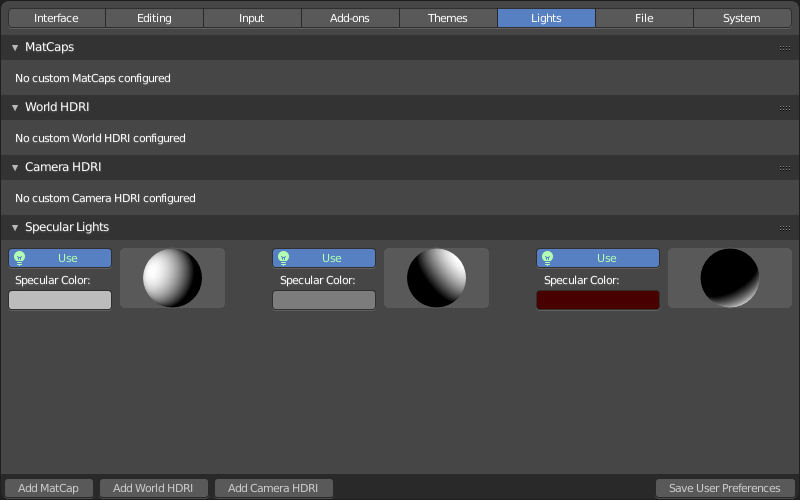 Interface Editing Input Add-ons Themes Lights File System
MatCaps
No custom MatCaps configured
World HDRI
No custom World HDRI configured
Camera HDRI
No custom Camera HDRI configured
Specular Lights
Use Use Use
Specular Color: Specular Color: Specular Color:
Add MatCap Add World HDRI Add Camera HDRI Save User Preferences